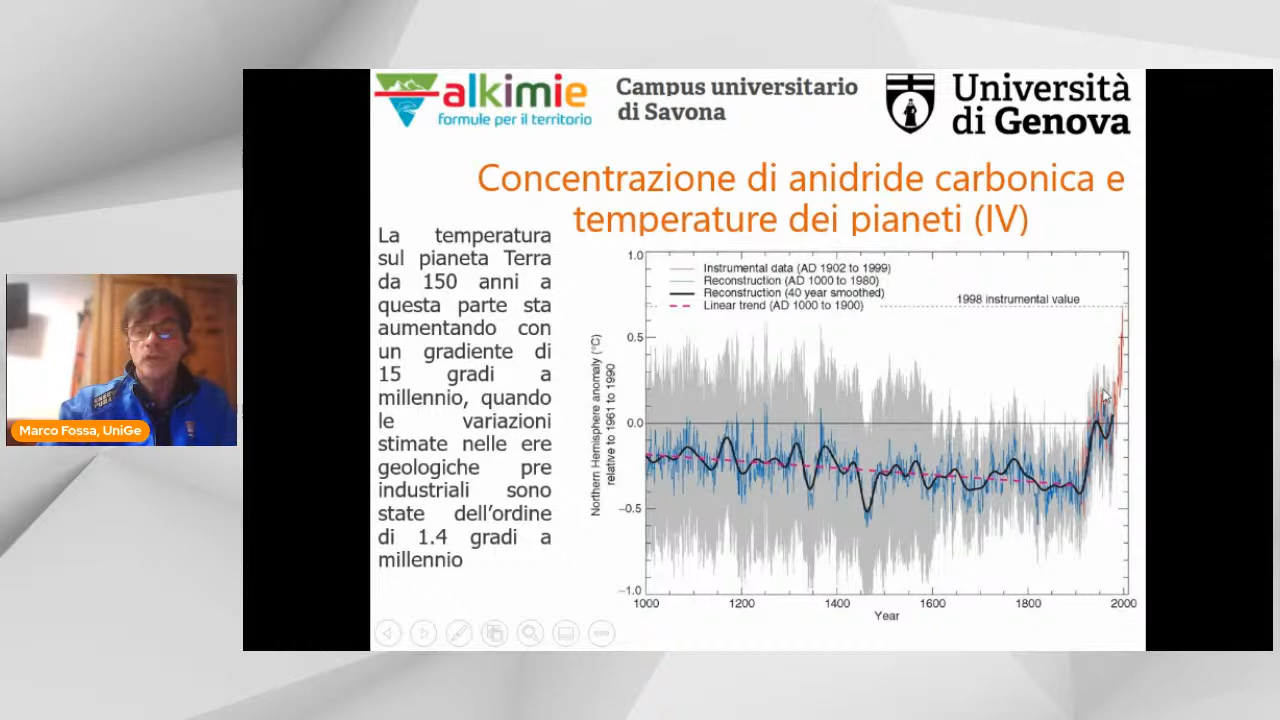 alkimie
formule per il territorio
Campus universitario
di Savona
Università
di Genova
Concentrazione di anidride carbonica e
temperature dei pianeti (IV)
La temperatura
sul pianeta Terra
da 150 anni a
questa parte sta
aumentando con
un gradiente di
15 gradi a
millennio, quando
le variazioni
stimate nelle ere
geologiche pre
industriali sono
state dell'ordine
di 1.4 gradi a
millennio
Instrumental data (AD 1902 to 1999)
Reconstruction (AD 1000 to 1980)
Reconstruction (40 year smoothed)
Linear trend (AD 1000 to 1900)
1998 instrumental value
Northern Hemisphere anomaly (°C)
relative to 1961 to 1990
1.0
0.5
0.0
−0.5
−1.0
1000 1200 1400 1600 1800 2000
Year
Marco Fossa, UniGe